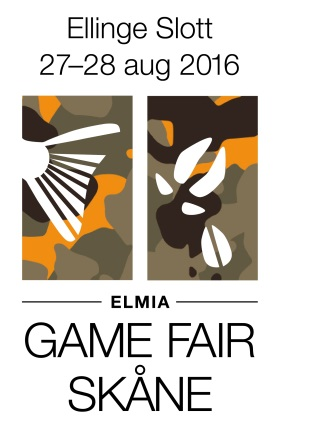 Ellinge Slott
27–28 aug 2016
ELMIA
GAME FAIR
SKÅNE